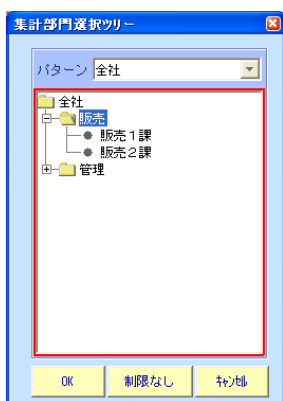 集計部門選択ツリー
パターン 全社
全社
販売
販売1課
販売2課
管理
OK 制限なし ｷｬﾝｾﾙ